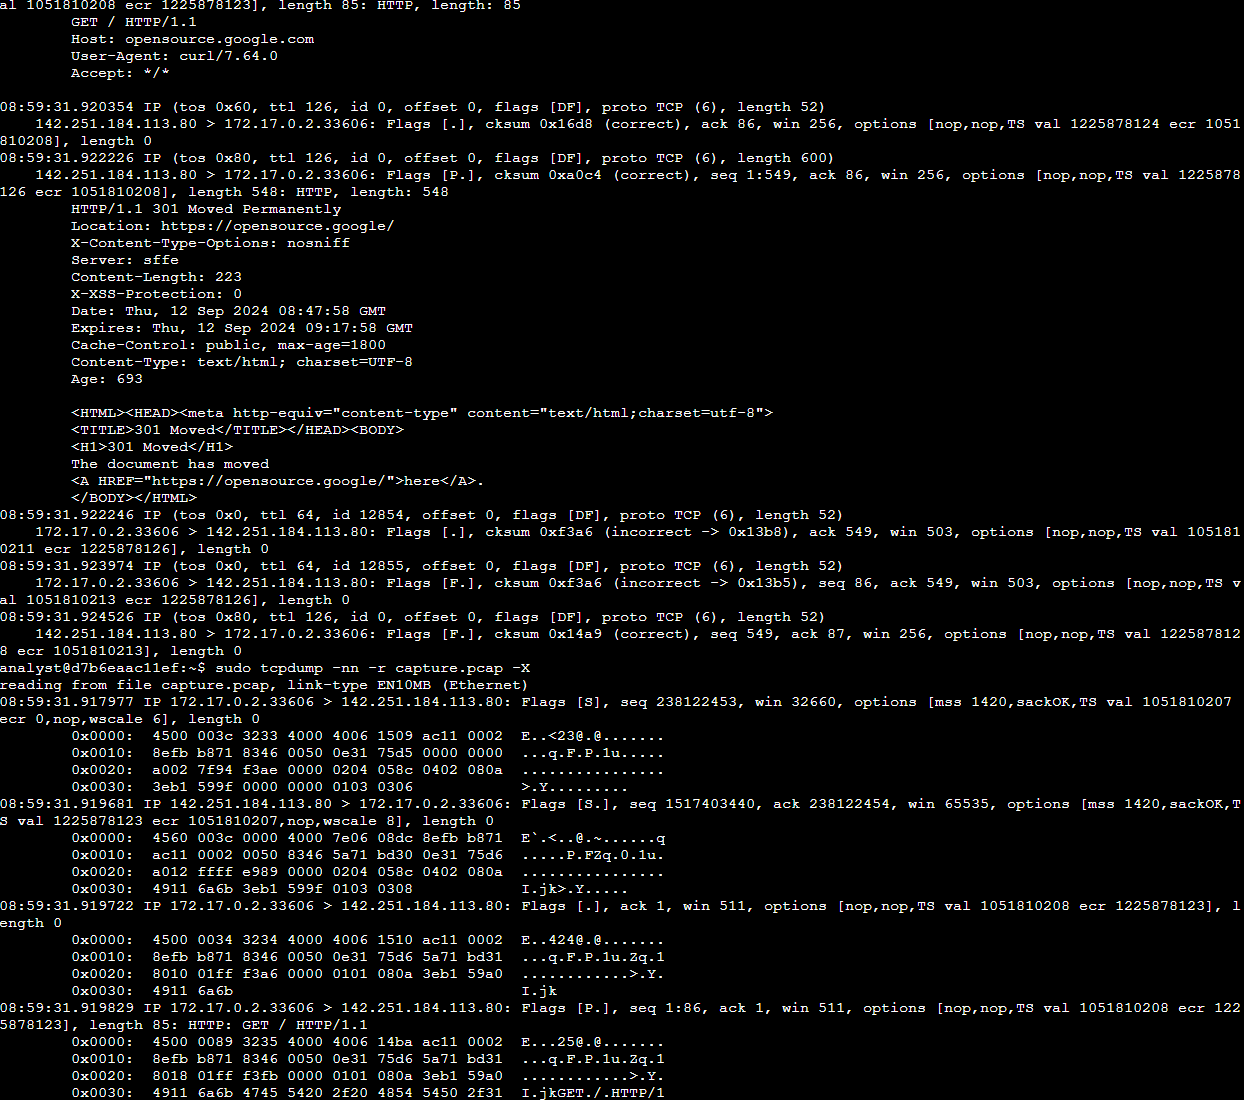 al 1051810208 ecr 1225878123], length 85: HTTP, length: 85
GET / HTTP/1.1
Host: opensource.google.com
User-Agent: curl/7.64.0
Accept: */*
08:59:31.920354 IP (tos 0x60, ttl 126, id 0, offset 0, flags [DF], proto TCP (6), length 52)
142.251.184.113.80 > 172.17.0.2.33606: Flags [.], cksum 0x16d8 (correct), ack 86, win 256, options [nop,nop,TS val 1225878124 ecr 1051
810208], length 0
08:59:31.922226 IP (tos 0x80, ttl 126, id 0, offset 0, flags [DF], proto TCP (6), length 600)
142.251.184.113.80 > 172.17.0.2.33606: Flags [P.], cksum 0xa0c4 (correct), seq 1:549, ack 86, win 256, options [nop,nop,TS val 1225878
126 ecr 1051810208], length 548: HTTP, length: 548
HTTP/1.1 301 Moved Permanently
Location: https://opensource.google/
X-Content-Type-Options: nosniff
Server: sffe
Content-Length: 223
X-XSS-Protection: 0
Date: Thu, 12 Sep 2024 08:47:58 GMT
Expires: Thu, 12 Sep 2024 09:17:58 GMT
Cache-Control: public, max-age=1800
Content-Type: text/html; charset=UTF-8
Age: 693
<HTML><HEAD><meta http-equiv="content-type" content="text/html;charset=utf-8">
<TITLE>301 Moved</TITLE></HEAD><BODY>
<H1>301 Moved</H1>
The document has moved
<A HREF="https://opensource.google/">here</A>.
</BODY></HTML>
08:59:31.922246 IP (tos 0x0, ttl 64, id 12854, offset 0, flags [DF], proto TCP (6), length 52)
172.17.0.2.33606 > 142.251.184.113.80: Flags [.], cksum 0xf3a6 (incorrect -> 0x13b8), ack 549, win 503, options [nop,nop,TS val 105181
0211 ecr 1225878126], length 0
08:59:31.923974 IP (tos 0x0, ttl 64, id 12855, offset 0, flags [DF], proto TCP (6), length 52)
172.17.0.2.33606 > 142.251.184.113.80: Flags [F.], cksum 0xf3a6 (incorrect -> 0x13b5), seq 86, ack 549, win 503, options [nop,nop,TS v
al 1051810213 ecr 1225878126], length 0
08:59:31.924526 IP (tos 0x80, ttl 126, id 0, offset 0, flags [DF], proto TCP (6), length 52)
142.251.184.113.80 > 172.17.0.2.33606: Flags [F.], cksum 0x14a9 (correct), seq 549, ack 87, win 256, options [nop,nop,TS val 122587812
8 ecr 1051810213], length 0
analyst@d7b6eaac11ef:~$ sudo tcpdump -nn -r capture.pcap -X
reading from file capture.pcap, link-type EN10MB (Ethernet)
08:59:31.917977 IP 172.17.0.2.33606 > 142.251.184.113.80: Flags [S], seq 238122453, win 32660, options [mss 1420,sackOK,TS val 1051810207
ecr 0,nop,wscale 6], length 0
0x0000:  4500 003c 3233 4000 4006 1509 ac11 0002  E..<23@.@.......
0x0010:  8efb b871 8346 0050 0e31 75d5 0000 0000  ...q.F.P.1u.....
0x0020:  a002 7f94 f3ae 0000 0204 058c 0402 080a  ................
0x0030:  3eb1 599f 0000 0000 0103 0306            >.Y.........
08:59:31.919681 IP 142.251.184.113.80 > 172.17.0.2.33606: Flags [S.], seq 1517403440, ack 238122454, win 65535, options [mss 1420,sackOK,T
S val 1225878123 ecr 1051810207,nop,wscale 8], length 0
0x0000:  4560 003c 0000 4000 7e06 08dc 8efb b871  E`.<..@.~......q
0x0010:  ac11 0002 0050 8346 5a71 bd30 0e31 75d6  .....P.FZq.0.1u.
0x0020:  a012 ffff e989 0000 0204 058c 0402 080a  ................
0x0030:  4911 6a6b 3eb1 599f 0103 0308            I.jk>.Y.....
08:59:31.919722 IP 172.17.0.2.33606 > 142.251.184.113.80: Flags [.], ack 1, win 511, options [nop,nop,TS val 1051810208 ecr 1225878123], l
ength 0
0x0000:  4500 0034 3234 4000 4006 1510 ac11 0002  E..424@.@.......
0x0010:  8efb b871 8346 0050 0e31 75d6 5a71 bd31  ...q.F.P.1u.Zq.1
0x0020:  8010 01ff f3a6 0000 0101 080a 3eb1 59a0  ............>.Y.
0x0030:  4911 6a6b                                I.jk
08:59:31.919829 IP 172.17.0.2.33606 > 142.251.184.113.80: Flags [P.], seq 1:86, ack 1, win 511, options [nop,nop,TS val 1051810208 ecr 122
5878123], length 85: HTTP: GET / HTTP/1.1
0x0000:  4500 0089 3235 4000 4006 14ba ac11 0002  E...25@.@.......
0x0010:  8efb b871 8346 0050 0e31 75d6 5a71 bd31  ...q.F.P.1u.Zq.1
0x0020:  8018 01ff f3fb 0000 0101 080a 3eb1 59a0  ............>.Y.
0x0030:  4911 6a6b 4745 5420 2f20 4854 5450 2f31  I.jkGET./.HTTP/1